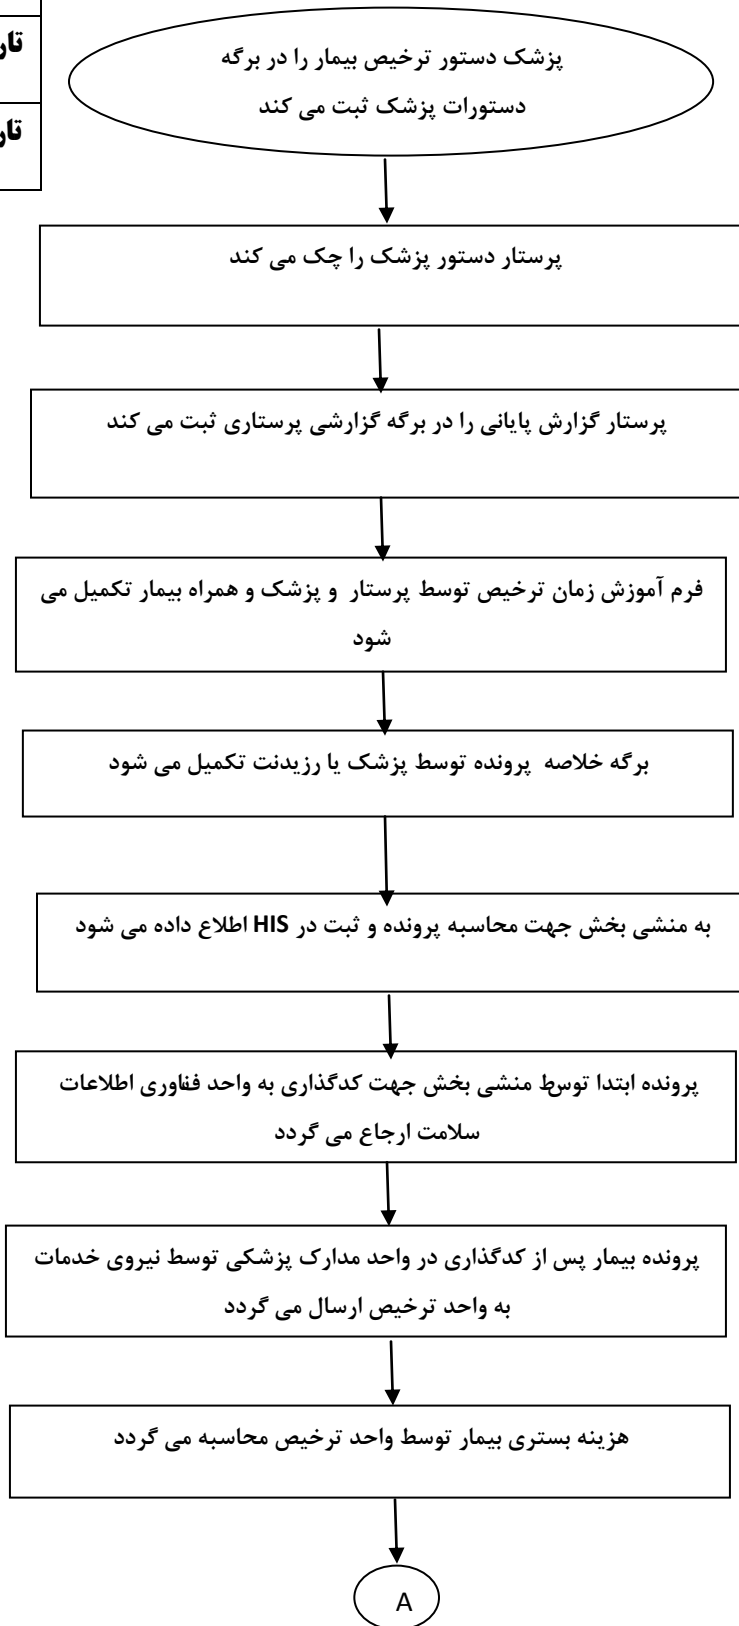 تار
تار
پزشک دستور ترخیص بیمار را در برگه
دستورات پزشک ثبت می کند
پرستار دستور پزشک را چک می کند
پرستار گزارش پایانی را در برگه گزارشی پرستاری ثبت می کند
فرم آموزش زمان ترخیص توسط پرستار و پزشک و همراه بیمار تکمیل می
شود
برگه خلاصه پرونده توسط پزشک یا رزیدنت تکمیل می شود
به منشی بخش جهت محاسبه پرونده و ثبت در HIS اطلاع داده می شود
پرونده ابتدا توسط منشی بخش جهت کدگذاری به واحد فناوری اطلاعات
سلامت ارجاع می گردد
پرونده بیمار پس از کدگذاری در واحد مدارک پزشکی توسط نیروی خدمات
به واحد ترخیص ارسال می گردد
هزینه بستری بیمار توسط واحد ترخیص محاسبه می گردد
A